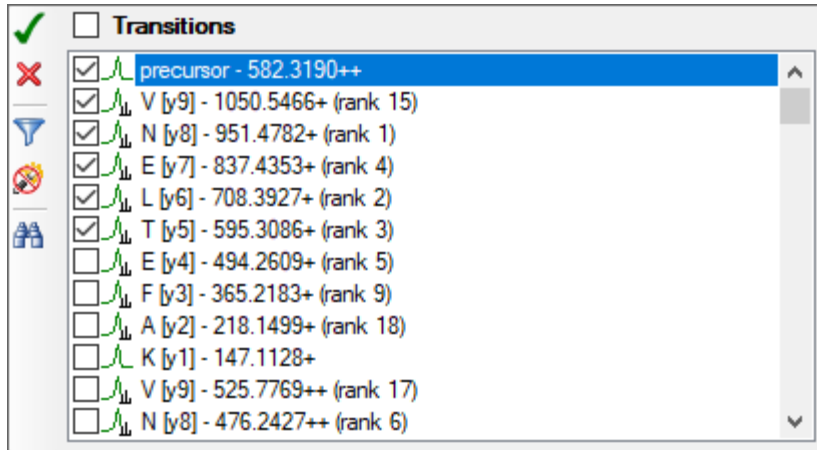 Transitions
precursor - 582.3190++
V [y9] - 1050.5466+ (rank 15)
N [y8] - 951.4782+ (rank 1)
E [y7] - 837.4353+ (rank 4)
L [y6] - 708.3927+ (rank 2)
T [y5] - 595.3086+ (rank 3)
E [y4] - 494.2609+ (rank 5)
F [y3] - 365.2183+ (rank 9)
A [y2] - 218.1499+ (rank 18)
K [y1] - 147.1128+
V [y9] - 525.7769++ (rank 17)
N [y8] - 476.2427++ (rank 6)